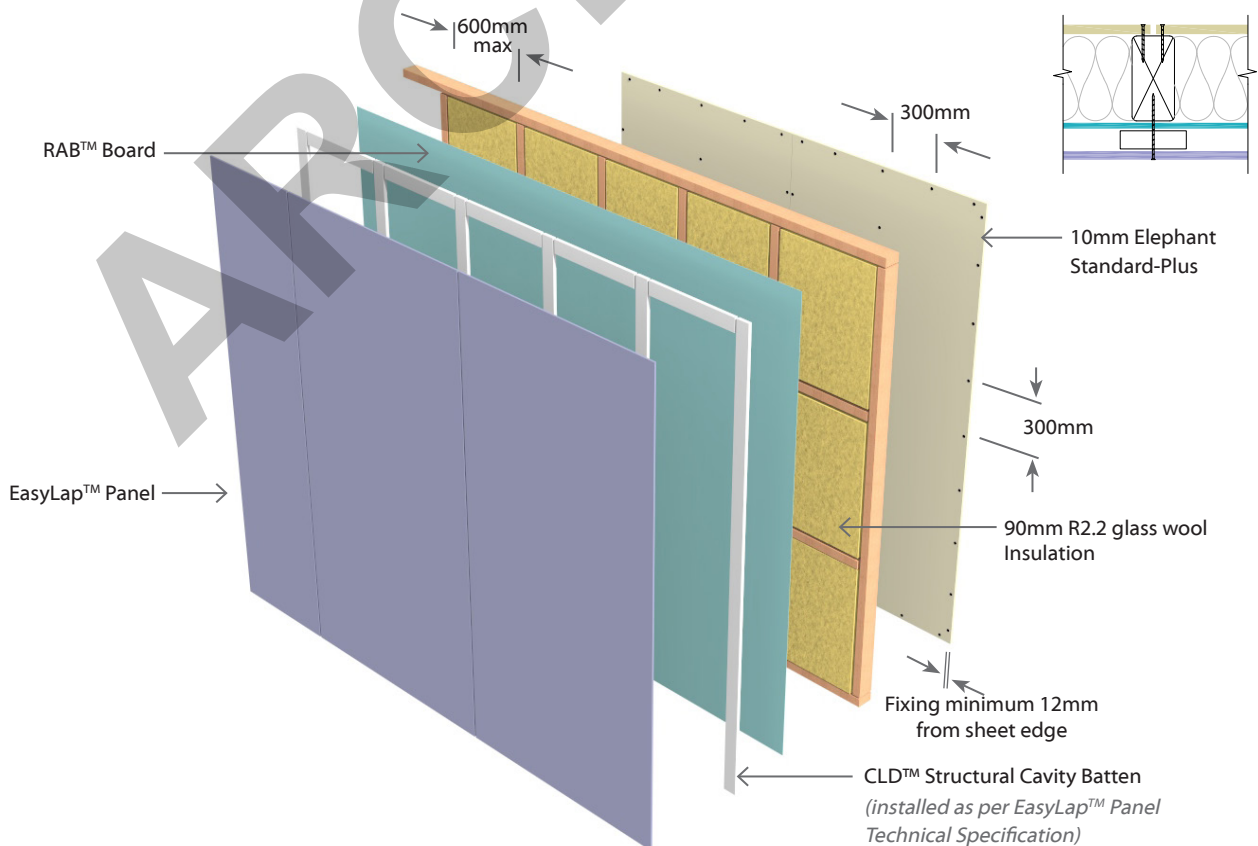 600mm
max
300mm
RAB™ Board
10mm Elephant
Standard-Plus
300mm
EasyLap™ Panel
90mm R2.2 glass wool
Insulation
Fixing minimum 12mm
from sheet edge
CLD™ Structural Cavity Batten
(installed as per EasyLap™ Panel
Technical Specification)